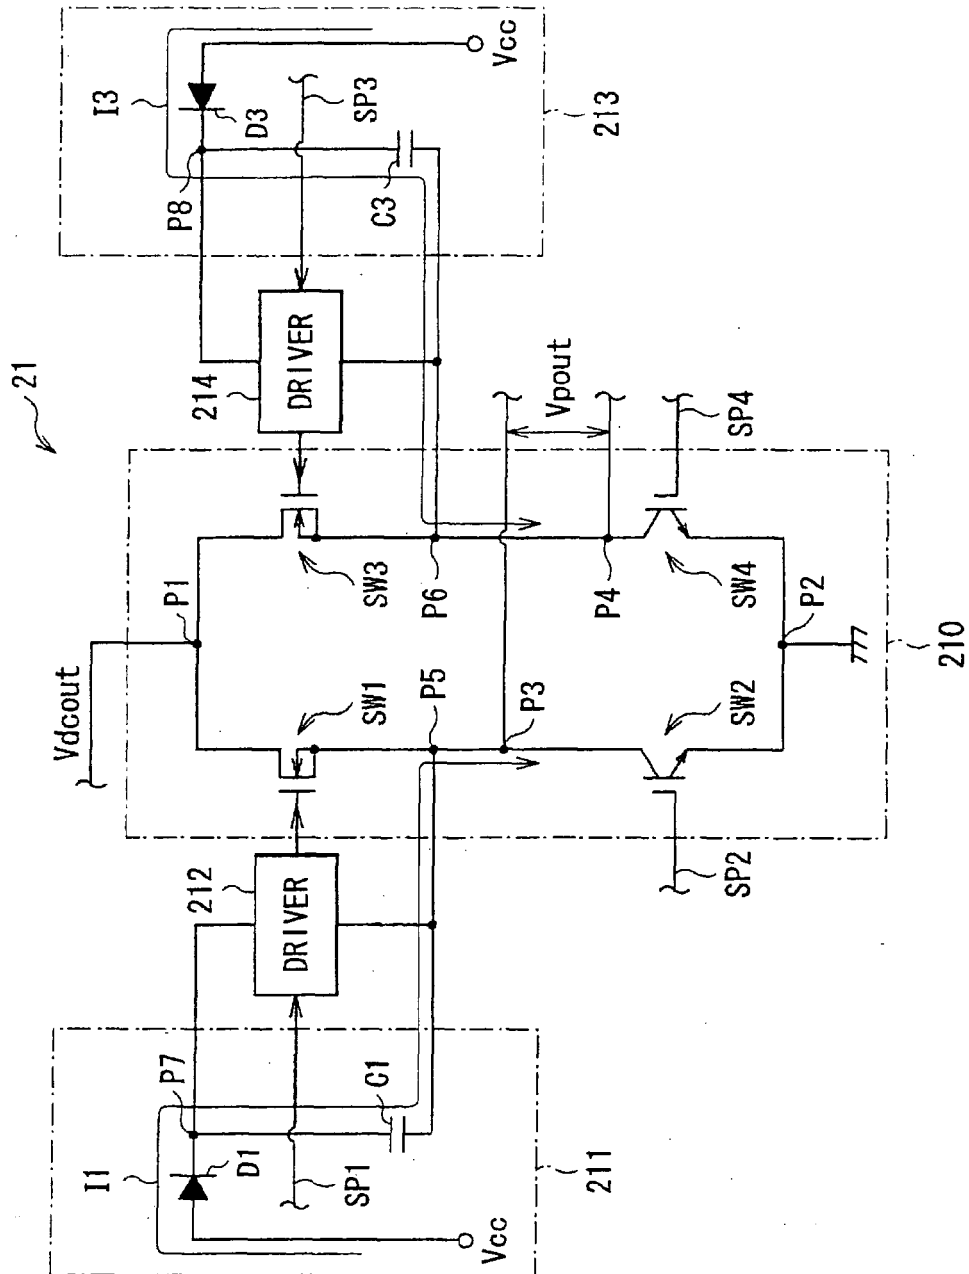 21
Vdcout
P1
211
I1
Vcc
D1
P7
SP1
C1
212
DRIVER
SW1
P5
P3
SP2
SW2
210
P2
SW3
P6
P4
SW4
SP4
Vpout
214
DRIVER
213
I3
Vcc
D3
P8
SP3
C3